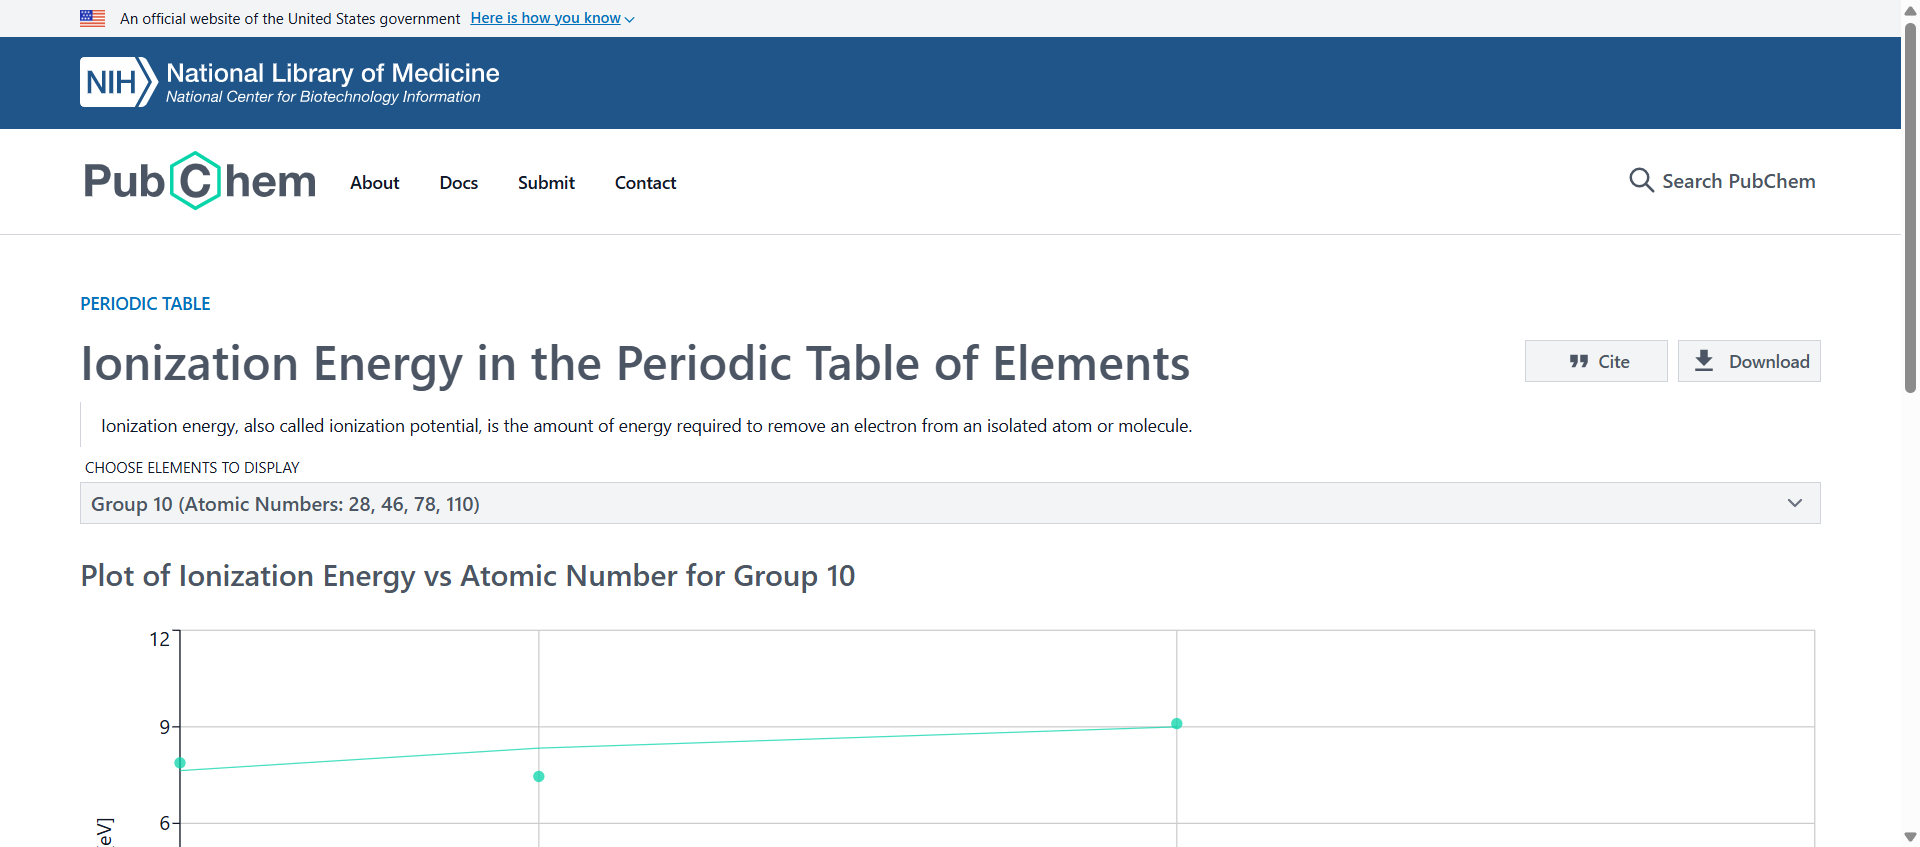 An official website of the United States government Here is how you know
NIH National Library of Medicine
National Center for Biotechnology Information
PubChem About Docs Submit Contact Search PubChem
PERIODIC TABLE
Ionization Energy in the Periodic Table of Elements
Cite Download
Ionization energy, also called ionization potential, is the amount of energy required to remove an electron from an isolated atom or molecule.
CHOOSE ELEMENTS TO DISPLAY
Group 10 (Atomic Numbers: 28, 46, 78, 110)
Plot of Ionization Energy vs Atomic Number for Group 10
12
9
6
eV]